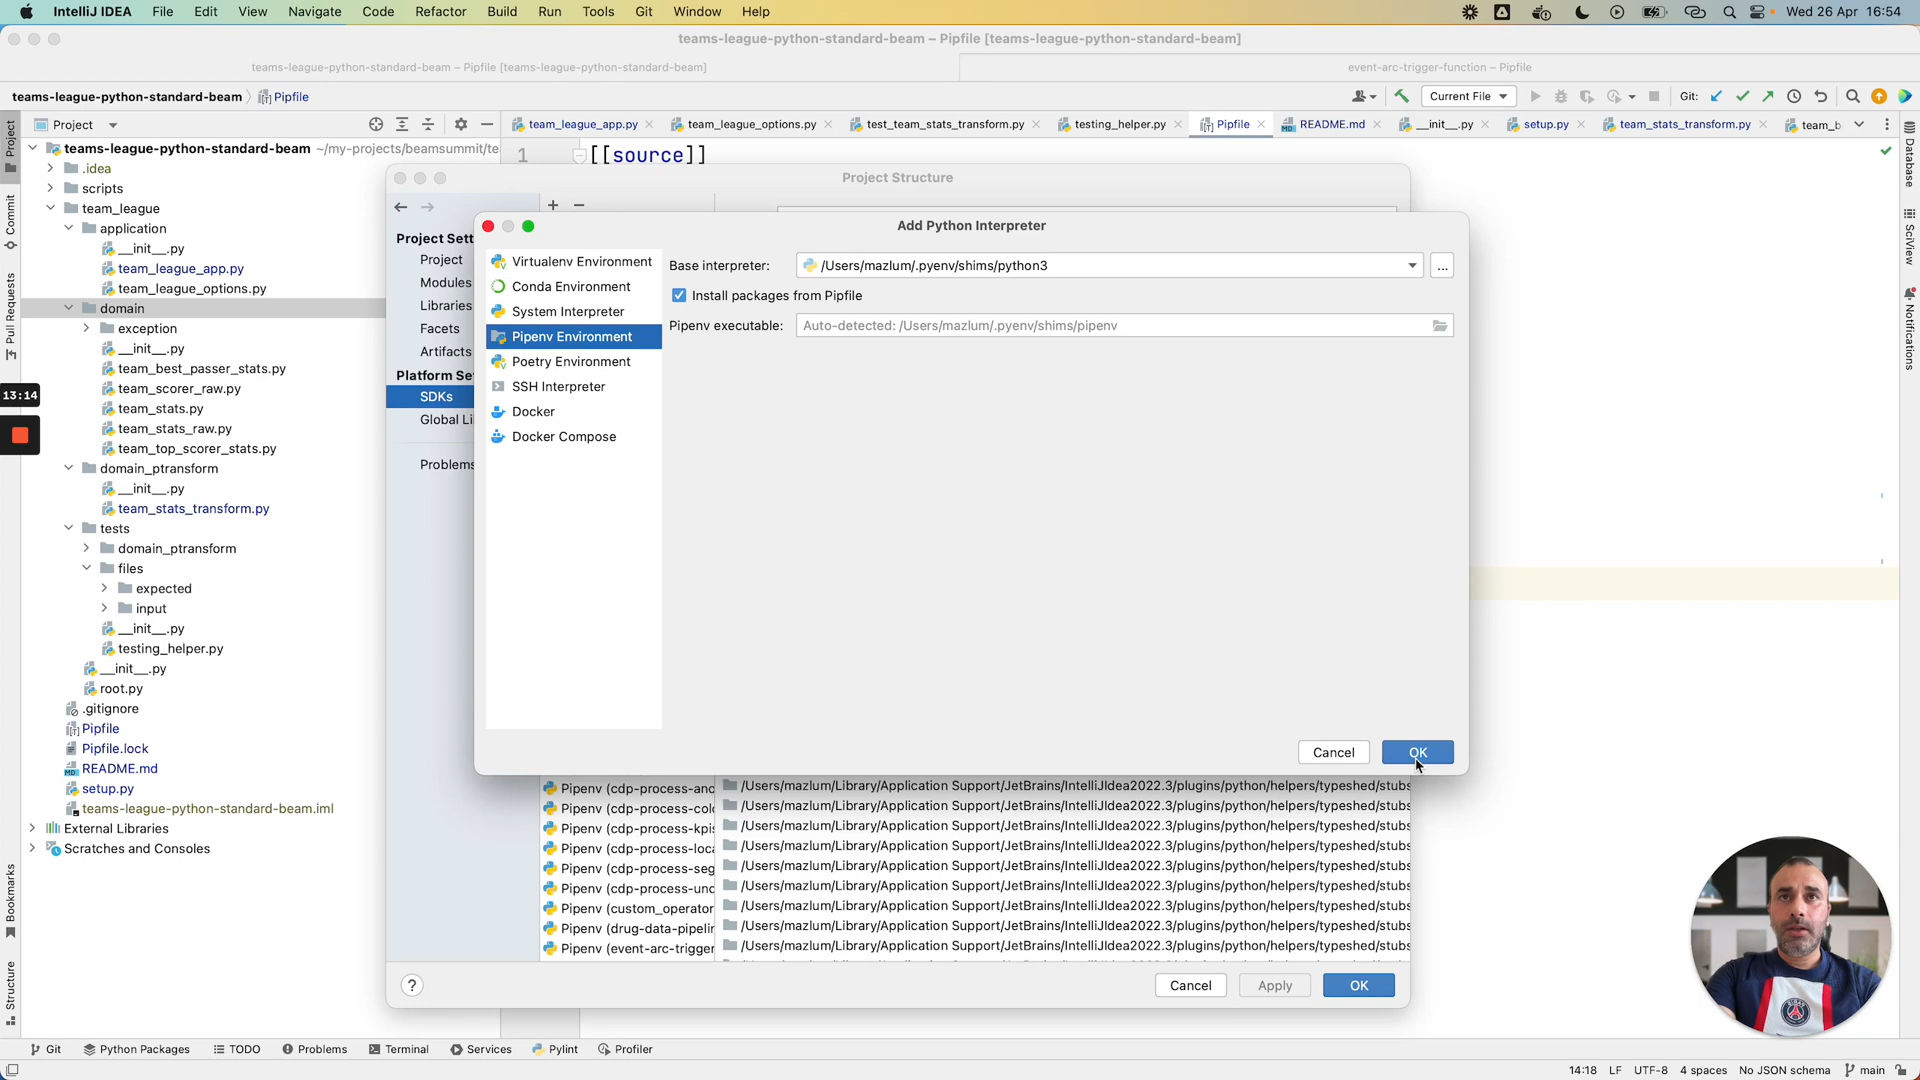 IntelliJ IDEA File Edit View Navigate Code Refactor Build Run Tools Git Window Help Wed 26 Apr 16:54
teams-league-python-standard-beam – Pipfile [teams-league-python-standard-beam]
teams-league-python-standard-beam – Pipfile [teams-league-python-standard-beam] event-arc-trigger-function – Pipfile
teams-league-python-standard-beam Pipfile Current File Git:
Project team_league_app.py team_league_options.py test_team_stats_transform.py testing_helper.py Pipfile README.md __init__.py setup.py team_stats_transform.py team_b
Project
Commit
Pull Requests
Bookmarks
Structure
Database
SciView
Notifications
teams-league-python-standard-beam ~/my-projects/beamsummit/te
.idea
scripts
team_league
application
__init__.py
team_league_app.py
team_league_options.py
domain
exception
__init__.py
team_best_passer_stats.py
team_scorer_raw.py
team_stats.py
team_stats_raw.py
team_top_scorer_stats.py
domain_ptransform
__init__.py
team_stats_transform.py
tests
domain_ptransform
files
expected
input
__init__.py
testing_helper.py
__init__.py
root.py
.gitignore
Pipfile
Pipfile.lock
README.md
setup.py
teams-league-python-standard-beam.iml
External Libraries
Scratches and Consoles
13:14
1 [[source]]
Project Structure
Project Sett
Project
Modules
Libraries
Facets
Artifacts
Platform Se
SDKs
Global Li
Problems
Add Python Interpreter
Virtualenv Environment
Conda Environment
System Interpreter
Pipenv Environment
Poetry Environment
SSH Interpreter
Docker
Docker Compose
Base interpreter: /Users/mazlum/.pyenv/shims/python3 ...
Install packages from Pipfile
Pipenv executable: Auto-detected: /Users/mazlum/.pyenv/shims/pipenv
Cancel OK
Pipenv (cdp-process-anc /Users/mazlum/Library/Application Support/JetBrains/IntelliJIdea2022.3/plugins/python/helpers/typeshed/stubs
Pipenv (cdp-process-colo /Users/mazlum/Library/Application Support/JetBrains/IntelliJIdea2022.3/plugins/python/helpers/typeshed/stubs
Pipenv (cdp-process-kpis /Users/mazlum/Library/Application Support/JetBrains/IntelliJIdea2022.3/plugins/python/helpers/typeshed/stubs
Pipenv (cdp-process-loca /Users/mazlum/Library/Application Support/JetBrains/IntelliJIdea2022.3/plugins/python/helpers/typeshed/stubs
Pipenv (cdp-process-seg /Users/mazlum/Library/Application Support/JetBrains/IntelliJIdea2022.3/plugins/python/helpers/typeshed/stubs
Pipenv (cdp-process-unc /Users/mazlum/Library/Application Support/JetBrains/IntelliJIdea2022.3/plugins/python/helpers/typeshed/stubs
Pipenv (custom_operator /Users/mazlum/Library/Application Support/JetBrains/IntelliJIdea2022.3/plugins/python/helpers/typeshed/stubs
Pipenv (drug-data-pipelin /Users/mazlum/Library/Application Support/JetBrains/IntelliJIdea2022.3/plugins/python/helpers/typeshed/stubs
Pipenv (event-arc-trigger /Users/mazlum/Library/Application Support/JetBrains/IntelliJIdea2022.3/plugins/python/helpers/typeshed/stubs
? Cancel Apply OK
Git Python Packages TODO Problems Terminal Services Pylint Profiler
14:18 LF UTF-8 4 spaces No JSON schema main